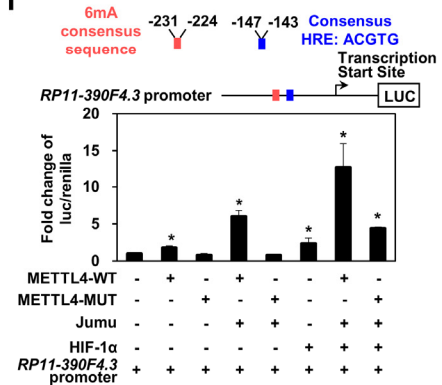 6mA
consensus
sequence
-231 -224
-147 -143
Consensus
HRE: ACGTG
Transcription
Start Site
RP11-390F4.3 promoter
LUC
Fold change of
luc/renilla
20
15
10
5
0
* * * * *
METTL4-WT - + - + - - + -
METTL4-MUT - - + - + - - +
Jumu - - - + + - + +
HIF-1α - - - - - + + +
RP11-390F4.3
promoter + + + + + + + +